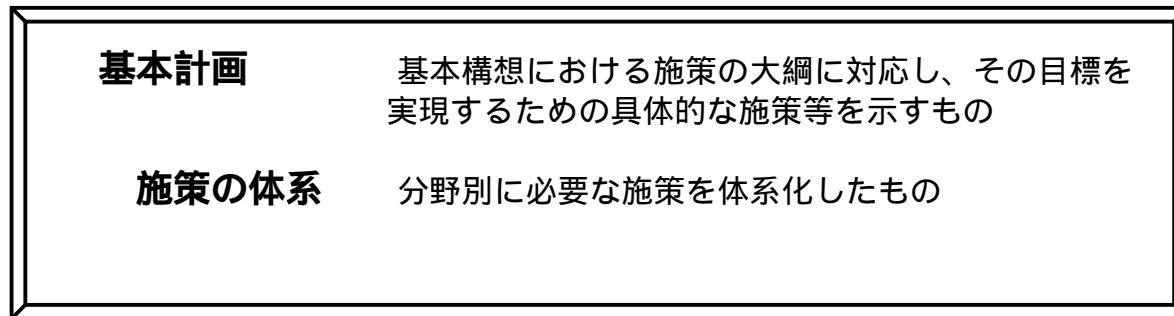 基本計画 基本構想における施策の大綱に対応し、その目標を
実現するための具体的な施策等を示すもの
施策の体系 分野別に必要な施策を体系化したもの